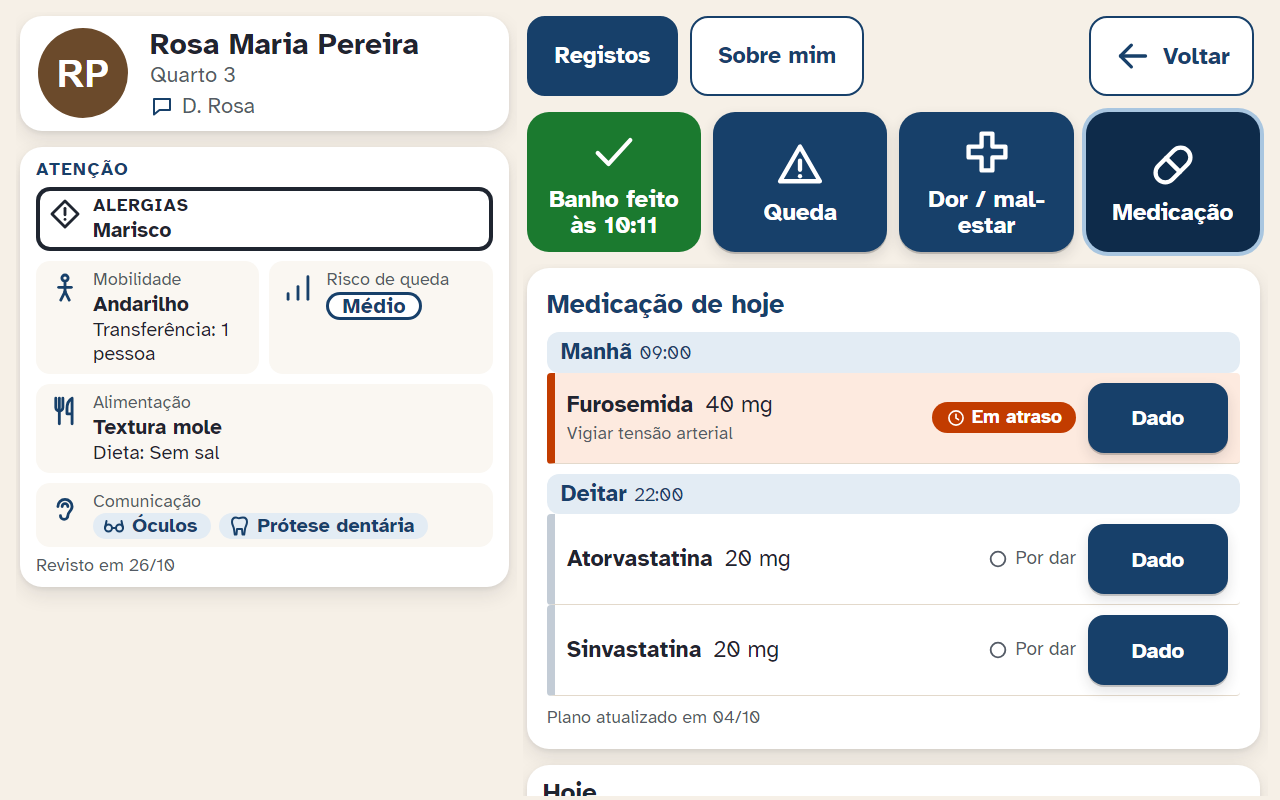 RP
Rosa Maria Pereira
Quarto 3
D. Rosa
ATENÇÃO
ALERGIAS
Marisco
Mobilidade
Andarilho
Transferência: 1
pessoa
Risco de queda
Médio
Alimentação
Textura mole
Dieta: Sem sal
Comunicação
Óculos
Prótese dentária
Revisto em 26/10
Registos
Sobre mim
Voltar
Banho feito
às 10:11
Queda
Dor / mal-
estar
Medicação
Medicação de hoje
Manhã 09:00
Furosemida 40 mg
Vigiar tensão arterial
Em atraso
Dado
Deitar 22:00
Atorvastatina 20 mg
Por dar
Dado
Sinvastatina 20 mg
Por dar
Dado
Plano atualizado em 04/10
Hoje